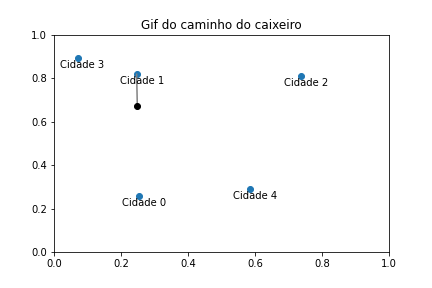 Gif do caminho do caixeiro
1.0
Cidade 3
0.8
Cidade 1
Cidade 2
0.6
0.4
Cidade 4
0.2
Cidade 0
0.0
0.0 0.2 0.4 0.6 0.8 1.0